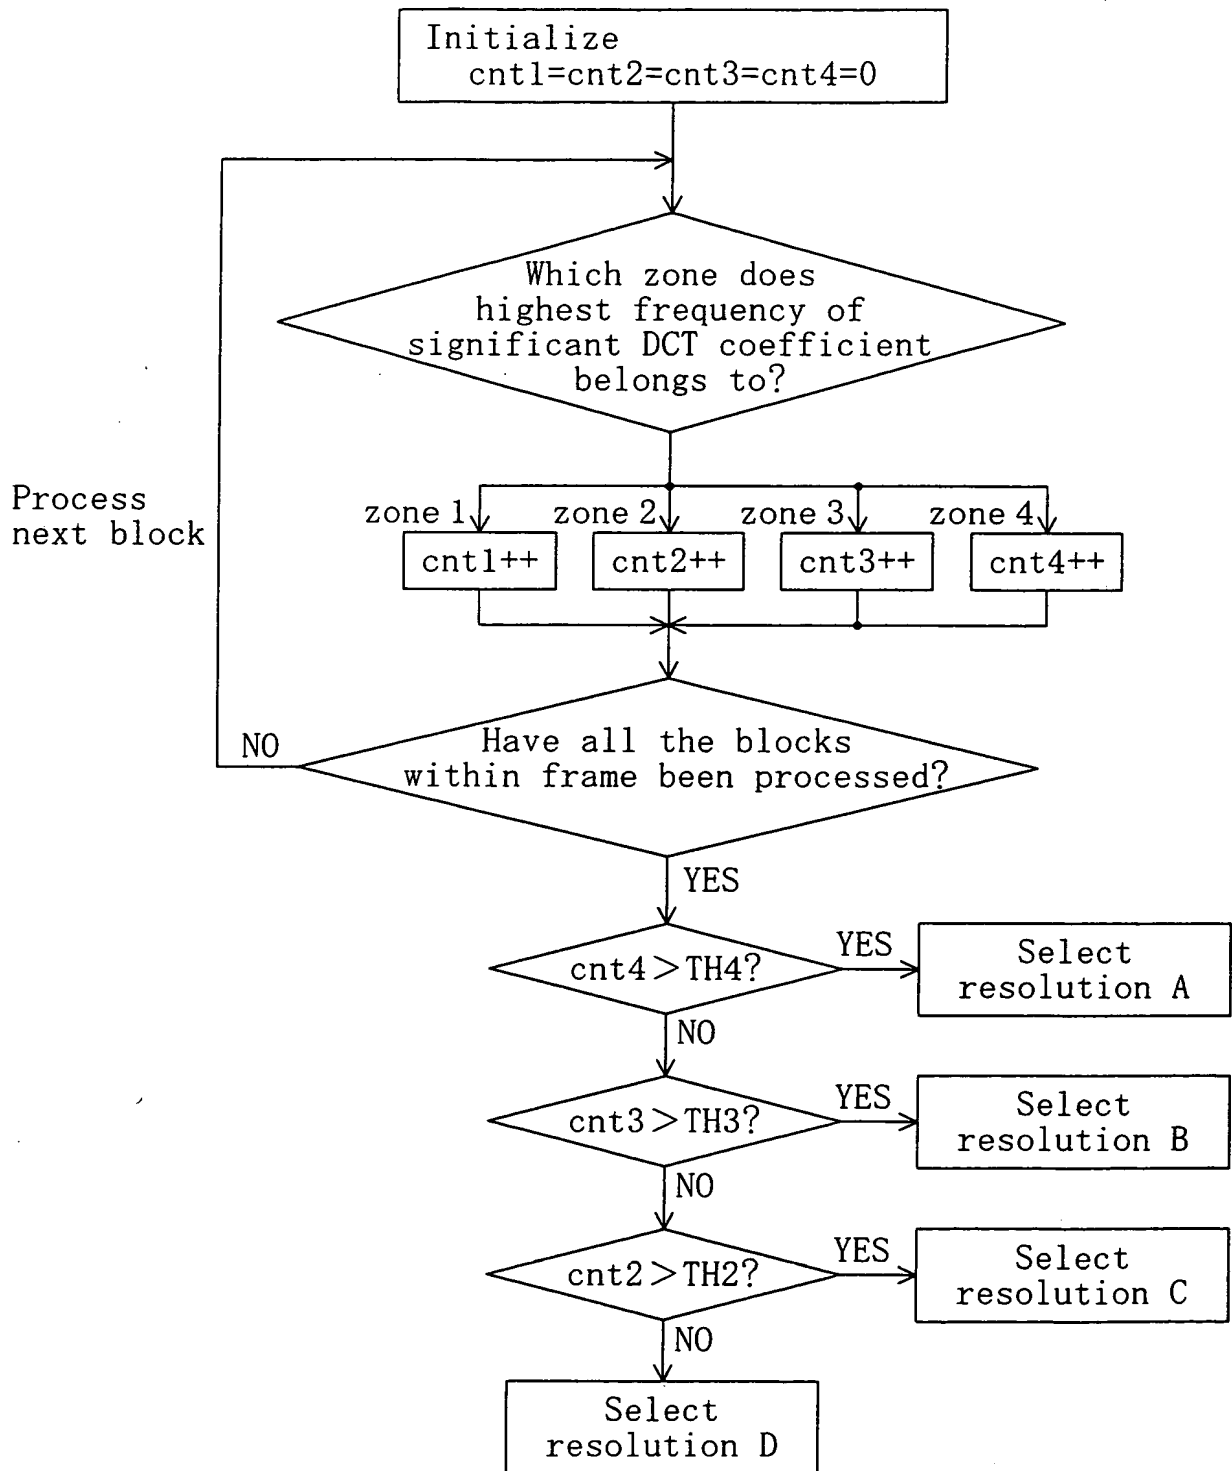 Initialize
cnt1=cnt2=cnt3=cnt4=0
Which zone does
highest frequency of
significant DCT coefficient
belongs to?
Process
next block
zone 1
zone 2
zone 3
zone 4
cnt1++
cnt2++
cnt3++
cnt4++
NO
Have all the blocks
within frame been processed?
YES
cnt4>TH4?
YES
Select
resolution A
NO
cnt3>TH3?
YES
Select
resolution B
NO
cnt2>TH2?
YES
Select
resolution C
NO
Select
resolution D